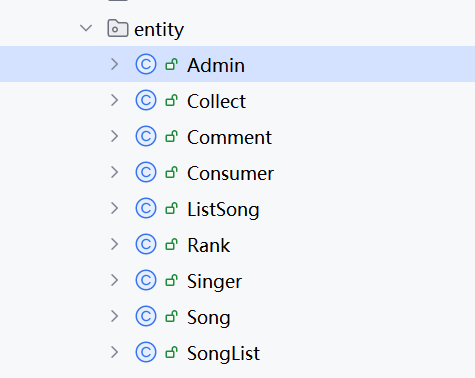 entity
Admin
Collect
Comment
Consumer
ListSong
Rank
Singer
Song
SongList